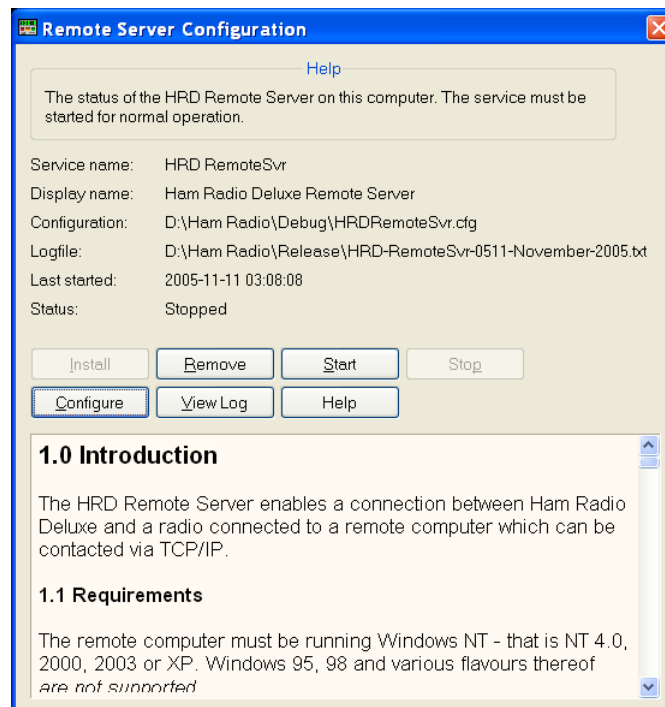 Remote Server Configuration
Help
The status of the HRD Remote Server on this computer. The service must be
started for normal operation.
Service name: HRD RemoteSvr
Display name: Ham Radio Deluxe Remote Server
Configuration: D:\Ham Radio\Debug\HRDRemoteSvr.cfg
Logfile: D:\Ham Radio\Release\HRD-RemoteSvr-0511-November-2005.txt
Last started: 2005-11-11 03:08:08
Status: Stopped
Install Remove Start Stop
Configure View Log Help
1.0 Introduction
The HRD Remote Server enables a connection between Ham Radio
Deluxe and a radio connected to a remote computer which can be
contacted via TCP/IP.
1.1 Requirements
The remote computer must be running Windows NT - that is NT 4.0,
2000, 2003 or XP. Windows 95, 98 and various flavours thereof
are not supported